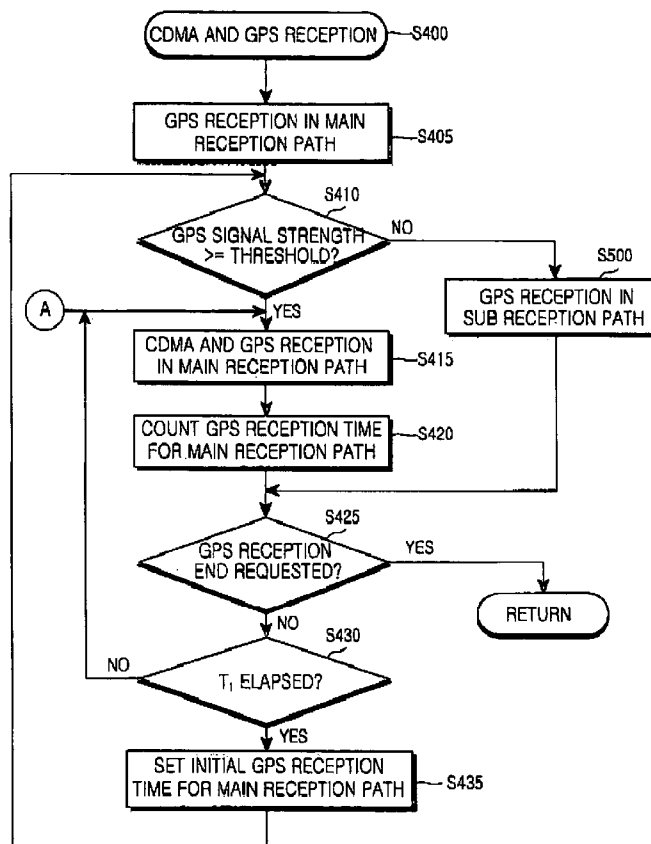 CDMA AND GPS RECEPTION
S400
GPS RECEPTION IN MAIN
RECEPTION PATH
S405
S410
GPS SIGNAL STRENGTH
>= THRESHOLD?
NO
S500
GPS RECEPTION IN
SUB RECEPTION PATH
A
YES
CDMA AND GPS RECEPTION
IN MAIN RECEPTION PATH
S415
COUNT GPS RECEPTION TIME
FOR MAIN RECEPTION PATH
S420
S425
GPS RECEPTION
END REQUESTED?
YES
RETURN
NO
S430
T₁ ELAPSED?
NO
YES
SET INITIAL GPS RECEPTION
TIME FOR MAIN RECEPTION PATH
S435